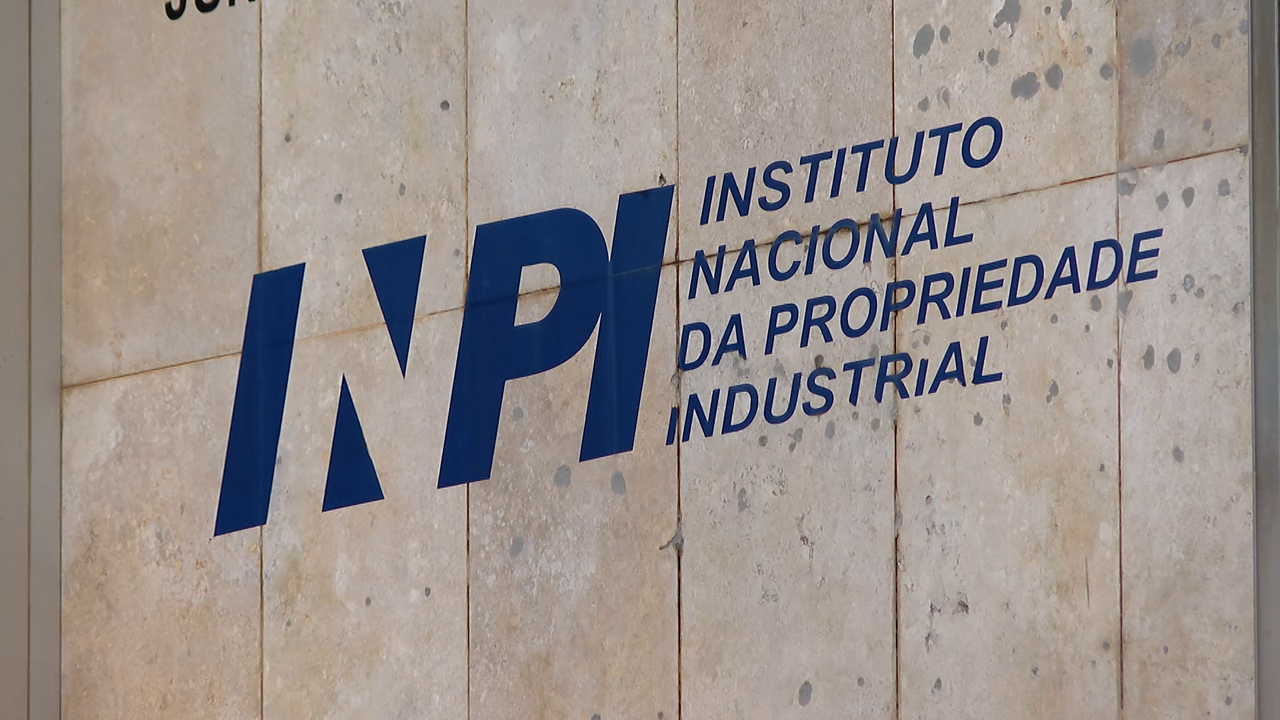 INPI
INSTITUTO
NACIONAL
DA PROPRIEDADE
INDUSTRIAL